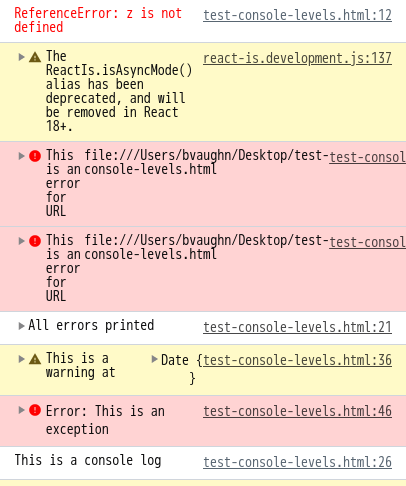 ReferenceError: z is not test-console-levels.html:12
defined
The react-is.development.js:137
ReactIs.isAsyncMode()
alias has been
deprecated, and will
be removed in React
18+.
This file:///Users/bvaughn/Desktop/test- test-consol
is an console-levels.html
error
for
URL
This file:///Users/bvaughn/Desktop/test- test-consol
is an console-levels.html
error
for
URL
All errors printed test-console-levels.html:21
This is a Date { test-console-levels.html:36
warning at }
Error: This is an test-console-levels.html:46
exception
This is a console log test-console-levels.html:26